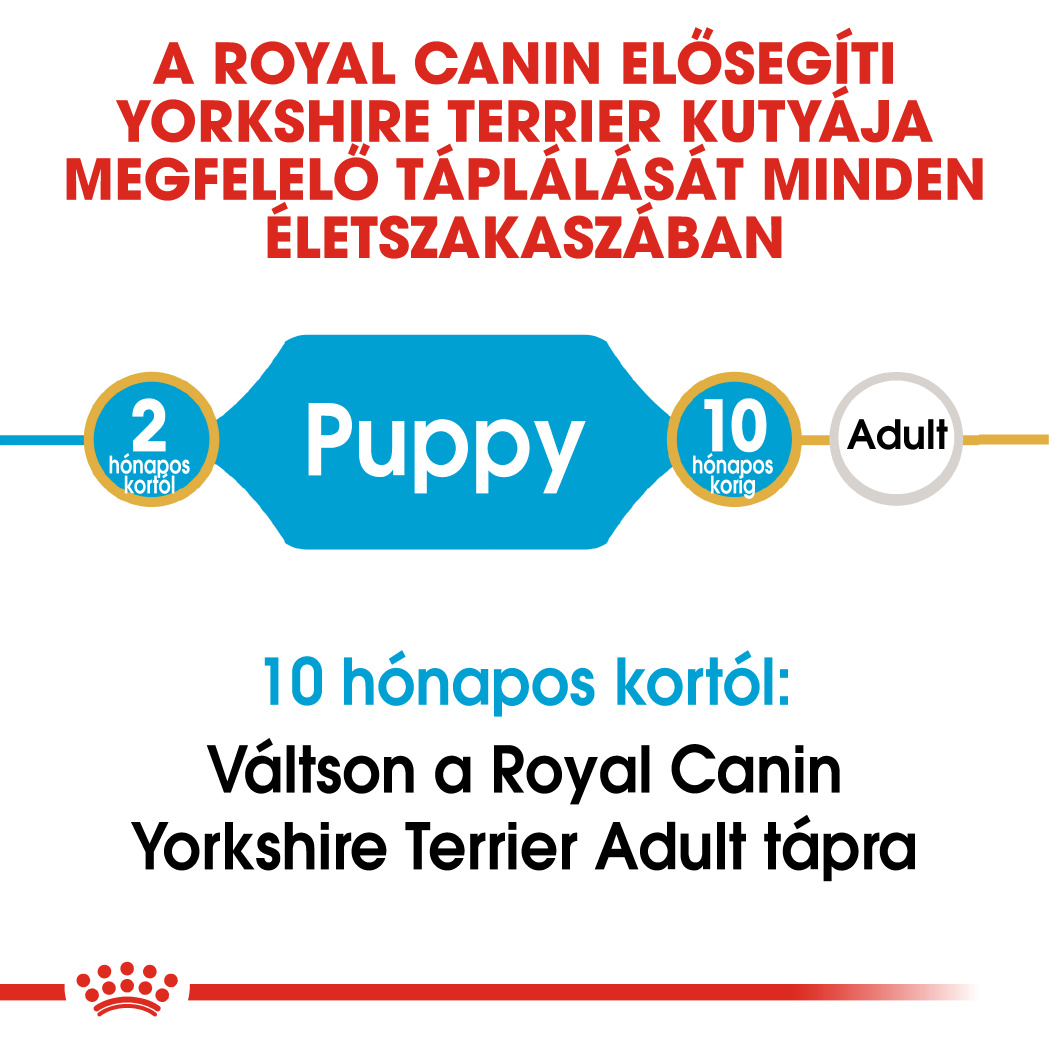 A ROYAL CANIN ELŐSEGÍTI
YORKSHIRE TERRIER KUTYÁJA
MEGFELELŐ TÁPLÁLÁSÁT MINDEN
ÉLETSZAKASZÁBAN
2
hónapos
kortól
Puppy
10
hónapos
korig
Adult
10 hónapos kortól:
Váltson a Royal Canin
Yorkshire Terrier Adult tápra